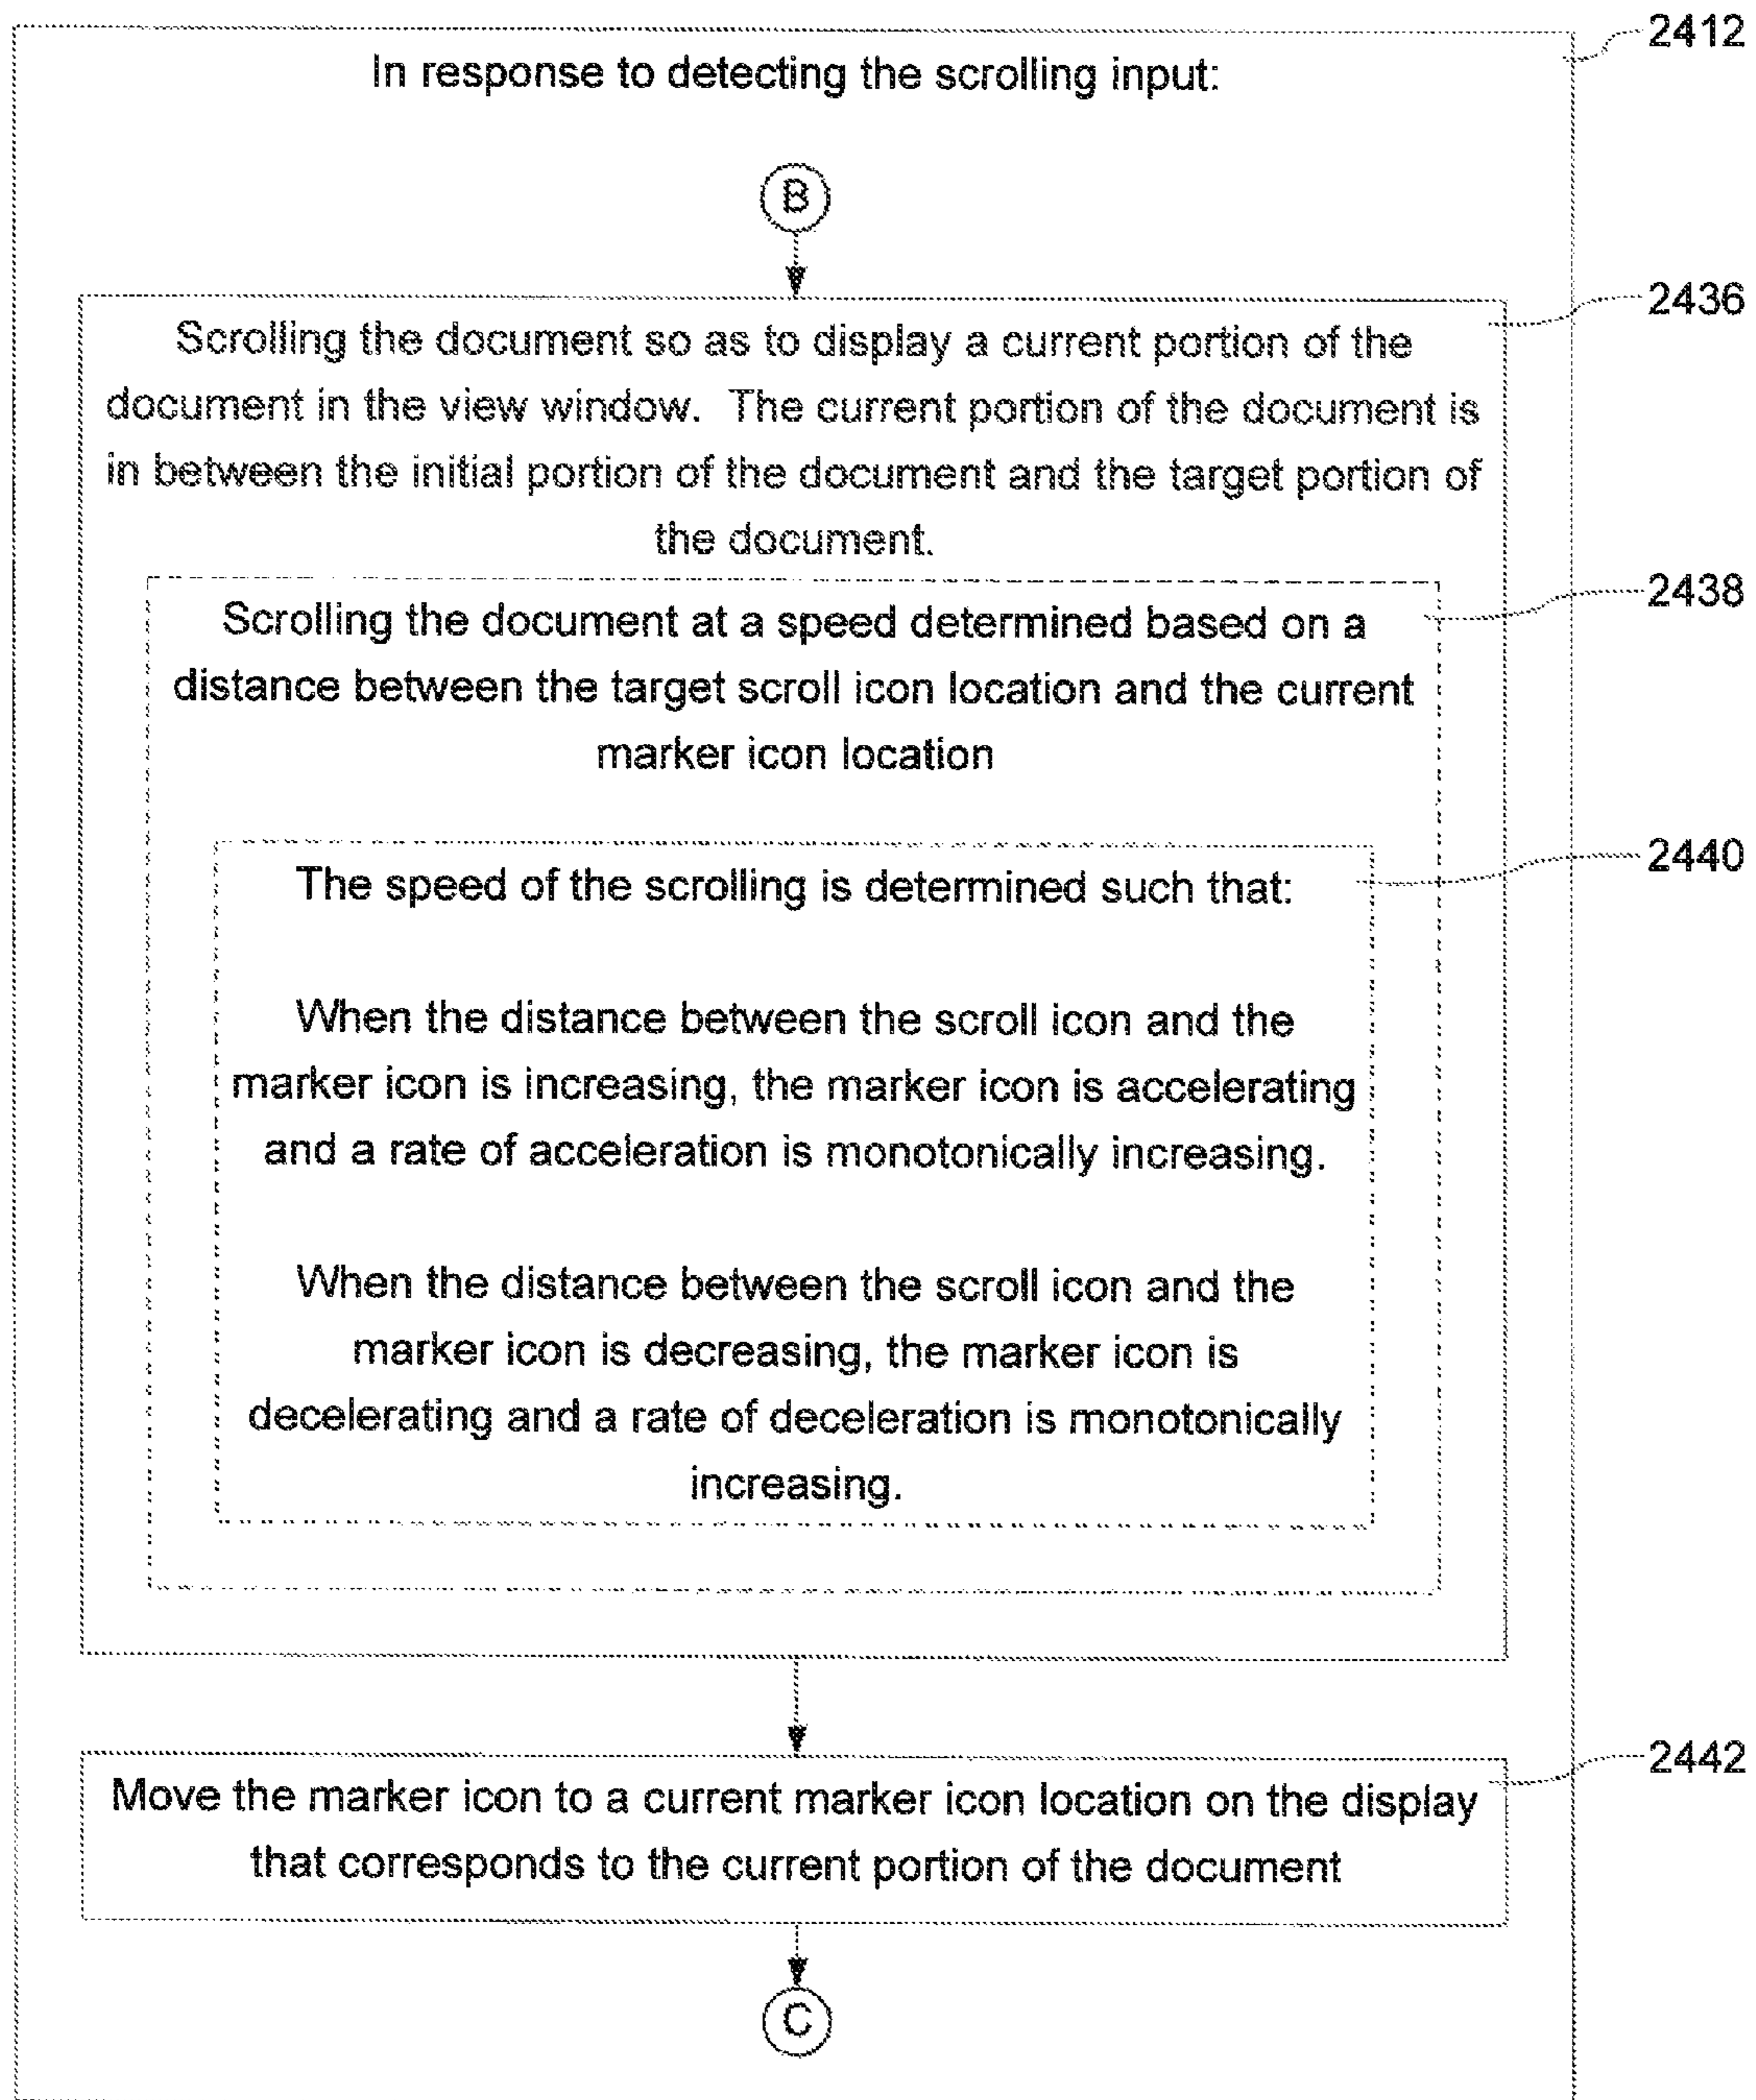 2412
In response to detecting the scrolling input:
B
2436
Scrolling the document so as to display a current portion of the
document in the view window.  The current portion of the document is
in between the initial portion of the document and the target portion of
the document.
2438
Scrolling the document at a speed determined based on a
distance between the target scroll icon location and the current
marker icon location
2440
The speed of the scrolling is determined such that:
When the distance between the scroll icon and the
marker icon is increasing, the marker icon is accelerating
and a rate of acceleration is monotonically increasing.
When the distance between the scroll icon and the
marker icon is decreasing, the marker icon is
decelerating and a rate of deceleration is monotonically
increasing.
2442
Move the marker icon to a current marker icon location on the display
that corresponds to the current portion of the document
C